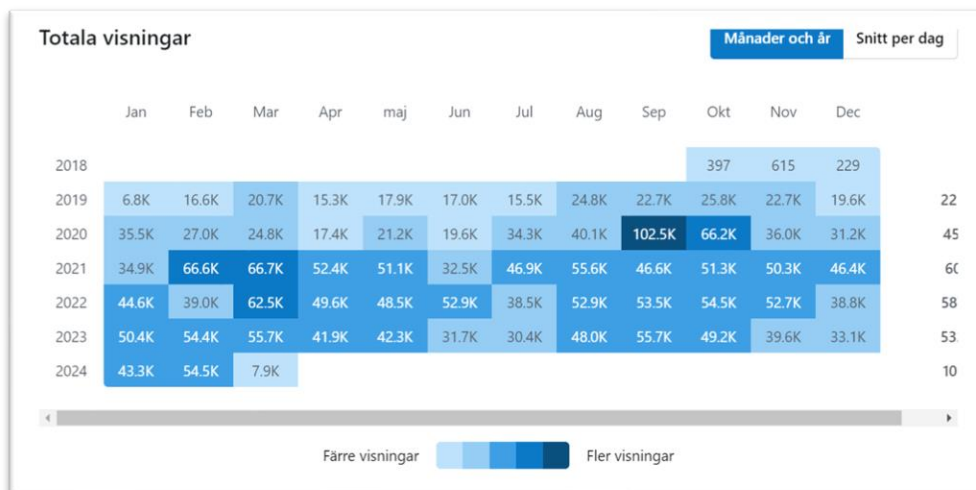 Totala visningar
Månader och år Snitt per dag
Jan Feb Mar Apr maj Jun Jul Aug Sep Okt Nov Dec
2018 397 615 229
2019 6.8K 16.6K 20.7K 15.3K 17.9K 17.0K 15.5K 24.8K 22.7K 25.8K 22.7K 19.6K 22
2020 35.5K 27.0K 24.8K 17.4K 21.2K 19.6K 34.3K 40.1K 102.5K 66.2K 36.0K 31.2K 45
2021 34.9K 66.6K 66.7K 52.4K 51.1K 32.5K 46.9K 55.6K 46.6K 51.3K 50.3K 46.4K 60
2022 44.6K 39.0K 62.5K 49.6K 48.5K 52.9K 38.5K 52.9K 53.5K 54.5K 52.7K 38.8K 58
2023 50.4K 54.4K 55.7K 41.9K 42.3K 31.7K 30.4K 48.0K 55.7K 49.2K 39.6K 33.1K 53
2024 43.3K 54.5K 7.9K 10
Färre visningar Fler visningar